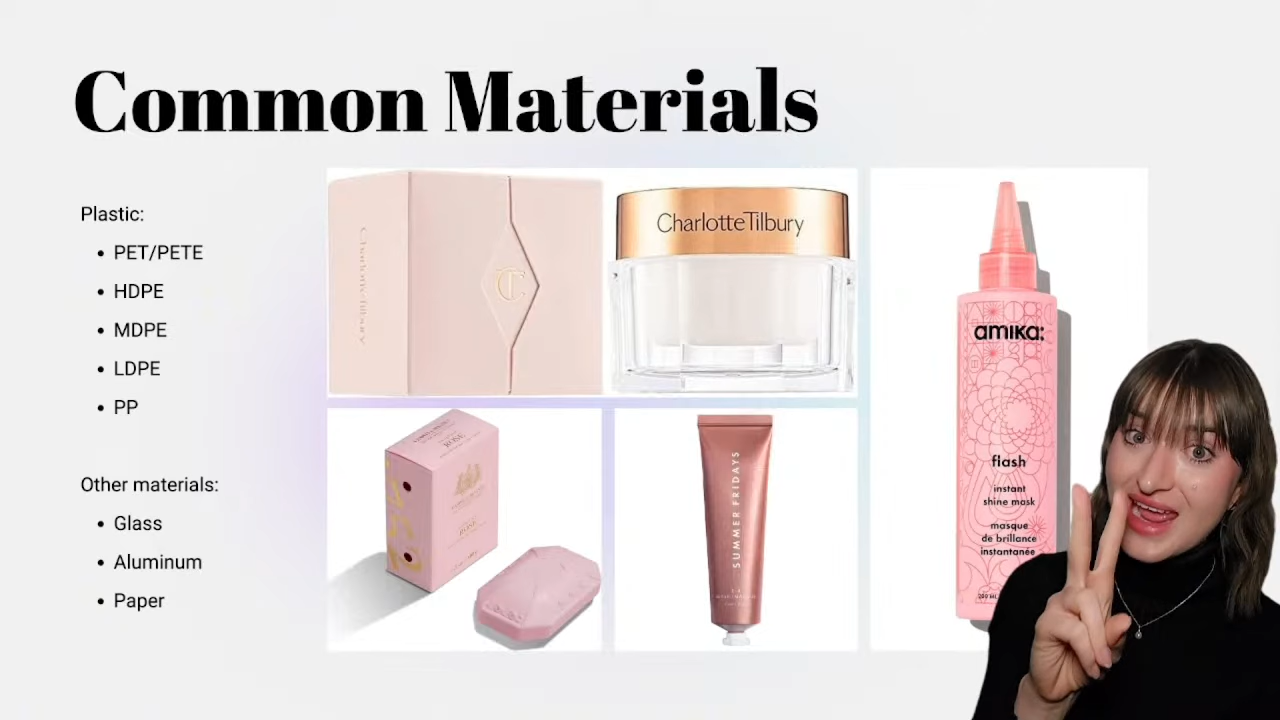 Common Materials
Plastic:
• PET/PETE
• HDPE
• MDPE
• LDPE
• PP
Other materials:
• Glass
• Aluminum
• Paper
Charlotte Tilbury
CT
CharlotteTilbury
ROSE
ROSE
SUMMER FRIDAYS
amika:
flash
instant
shine mask
masque
de brillance
instantanée